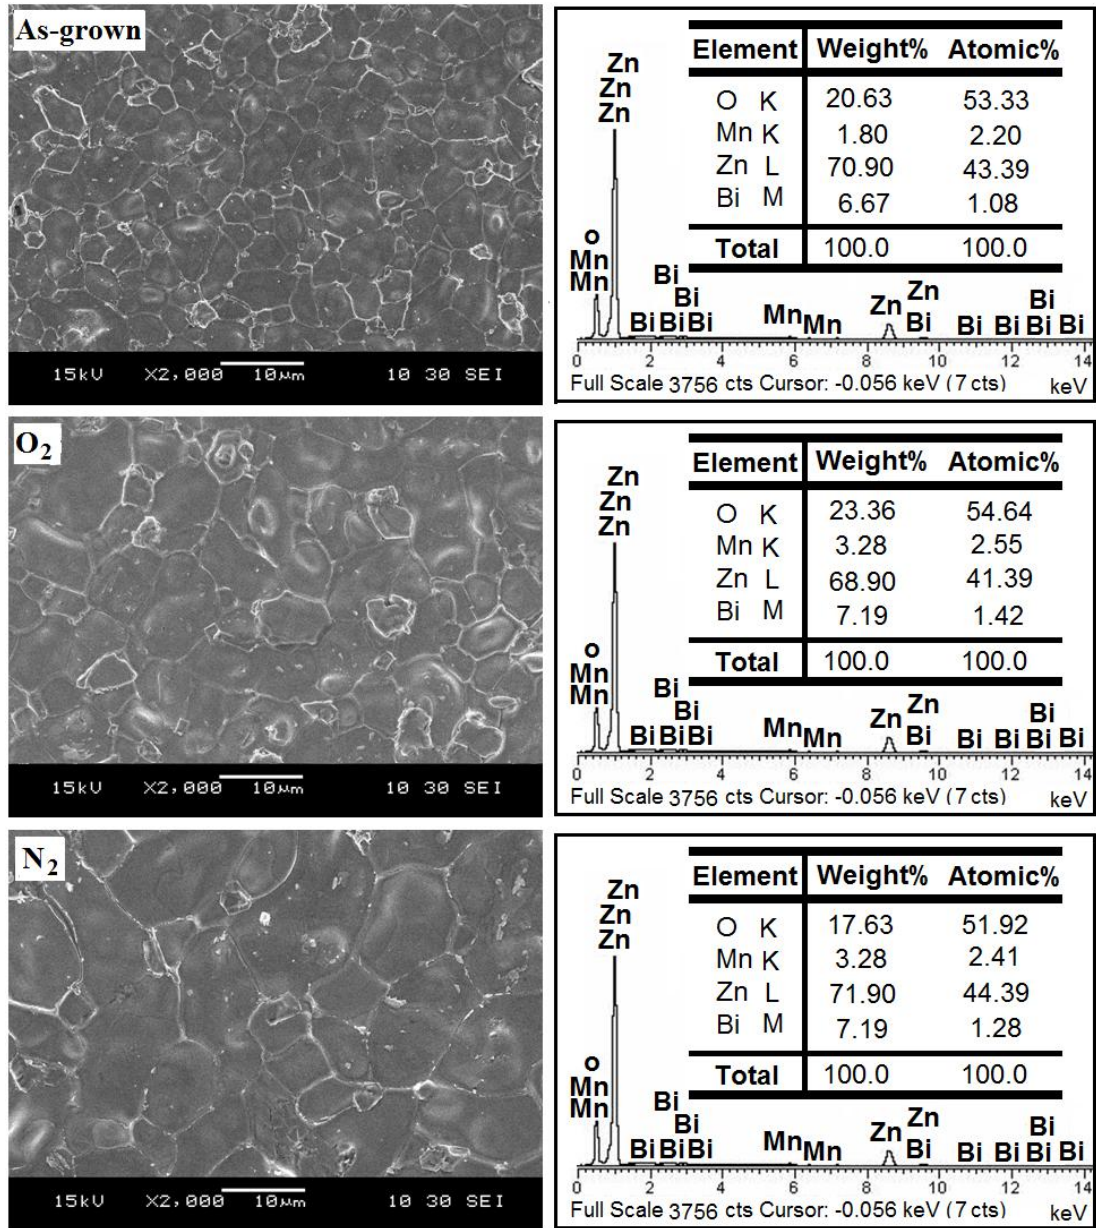 As-grown
15kV X2,000 10μm 10 30 SEI
Element Weight% Atomic%
O K 20.63 53.33
Mn K 1.80 2.20
Zn L 70.90 43.39
Bi M 6.67 1.08
Total 100.0 100.0
Zn
Zn
Zn
O
Mn
Mn
Bi
Bi
Bi Bi Bi
Mn Mn
Zn
Zn
Bi
Bi Bi
Bi
Bi Bi
0 2 4 6 8 10 12 14
Full Scale 3756 cts Cursor: -0.056 keV (7 cts) keV
O2
15kV X2,000 10μm 10 30 SEI
Element Weight% Atomic%
O K 23.36 54.64
Mn K 3.28 2.55
Zn L 68.90 41.39
Bi M 7.19 1.42
Total 100.0 100.0
Zn
Zn
Zn
O
Mn
Mn
Bi
Bi
Bi Bi Bi
Mn Mn
Zn
Zn
Bi
Bi Bi
Bi
Bi Bi
0 2 4 6 8 10 12 14
Full Scale 3756 cts Cursor: -0.056 keV (7 cts) keV
N2
15kV X2,000 10μm 10 30 SEI
Element Weight% Atomic%
O K 17.63 51.92
Mn K 3.28 2.41
Zn L 71.90 44.39
Bi M 7.19 1.28
Total 100.0 100.0
Zn
Zn
Zn
O
Mn
Mn
Bi
Bi
Bi Bi Bi
Mn Mn
Zn
Zn
Bi
Bi Bi
Bi
Bi Bi
0 2 4 6 8 10 12 14
Full Scale 3756 cts Cursor: -0.056 keV (7 cts) keV